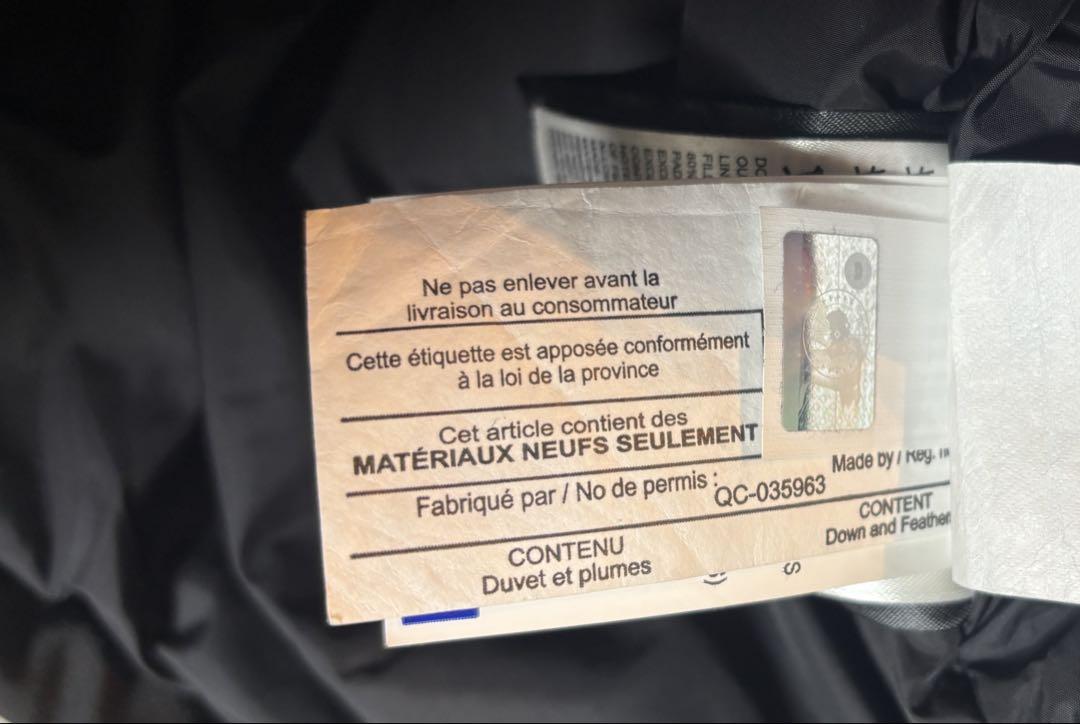 Ne pas enlever avant la
livraison au consommateur
Cette étiquette est apposée conformément
à la loi de la province
Cet article contient des
MATÉRIAUX NEUFS SEULEMENT
Fabriqué par / No de permis :
QC-035963
CONTENU
Duvet et plumes
Made by / Reg.
CONTENT
Down and Feather